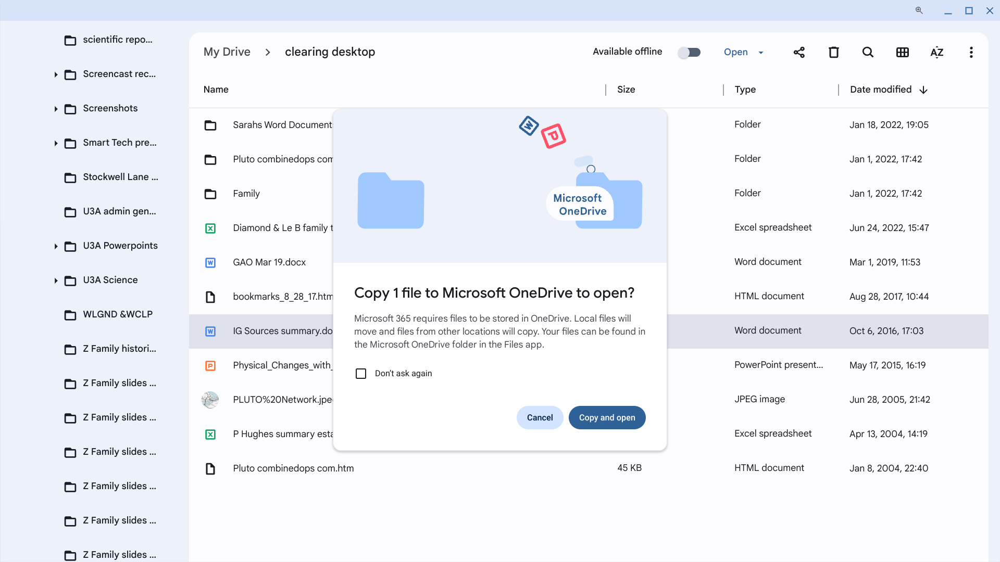 scientific repo...
Screencast rec...
Screenshots
Smart Tech pre...
Stockwell Lane ...
U3A admin gen...
U3A Powerpoints
U3A Science
WLGND &WCLP
Z Family histori...
Z Family slides ...
Z Family slides ...
Z Family slides ...
Z Family slides ...
Z Family slides ...
Z Family slides ...
My Drive > clearing desktop
Available offline
Open
AZ
Name Size Type Date modified
Sarahs Word Document Folder Jan 18, 2022, 19:05
Pluto combinedops com Folder Jan 1, 2022, 17:42
Family Folder Jan 1, 2022, 17:42
Diamond & Le B family t Excel spreadsheet Jun 24, 2022, 15:47
W GAO Mar 19.docx Word document Mar 1, 2019, 11:53
bookmarks_8_28_17.htm HTML document Aug 28, 2017, 10:44
W IG Sources summary.do Word document Oct 6, 2016, 17:03
P Physical_Changes_with_ PowerPoint present... May 17, 2015, 16:19
PLUTO%20Network.jpe JPEG image Jun 28, 2005, 21:42
P Hughes summary esta Excel spreadsheet Apr 13, 2004, 14:19
Pluto combinedops com.htm 45 KB HTML document Jan 8, 2004, 22:40
W
P
Microsoft
OneDrive
Copy 1 file to Microsoft OneDrive to open?
Microsoft 365 requires files to be stored in OneDrive. Local files will
move and files from other locations will copy. Your files can be found in
the Microsoft OneDrive folder in the Files app.
Don't ask again
Cancel
Copy and open